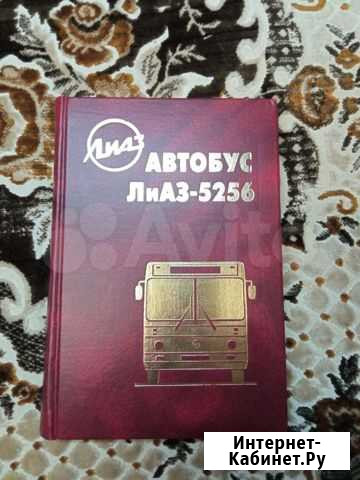 ЛиАЗ
АВТОБУС
ЛиАЗ-5256
Avito
Интернет-
Кабинет.Ру